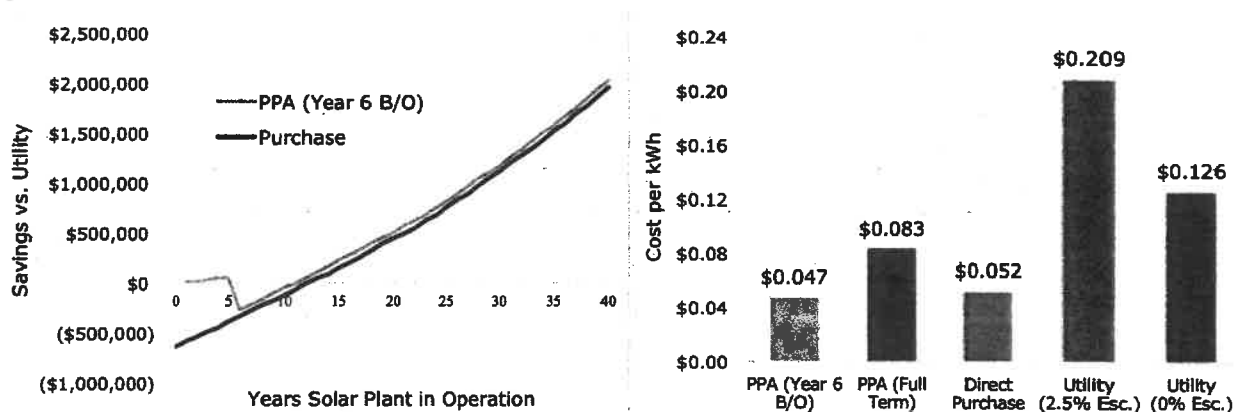 $2,500,000
$2,000,000
$1,500,000
$1,000,000
$500,000
$0
($500,000)
($1,000,000)
Savings vs. Utility
PPA (Year 6 B/O)
Purchase
0 5 10 15 20 25 30 35 40
Years Solar Plant in Operation
$0.24
$0.20
$0.16
$0.12
$0.08
$0.04
$0.00
Cost per kWh
$0.047
$0.083
$0.052
$0.209
$0.126
PPA (Year 6
B/O)
PPA (Full
Term)
Direct
Purchase
Utility
(2.5% Esc.)
Utility
(0% Esc.)